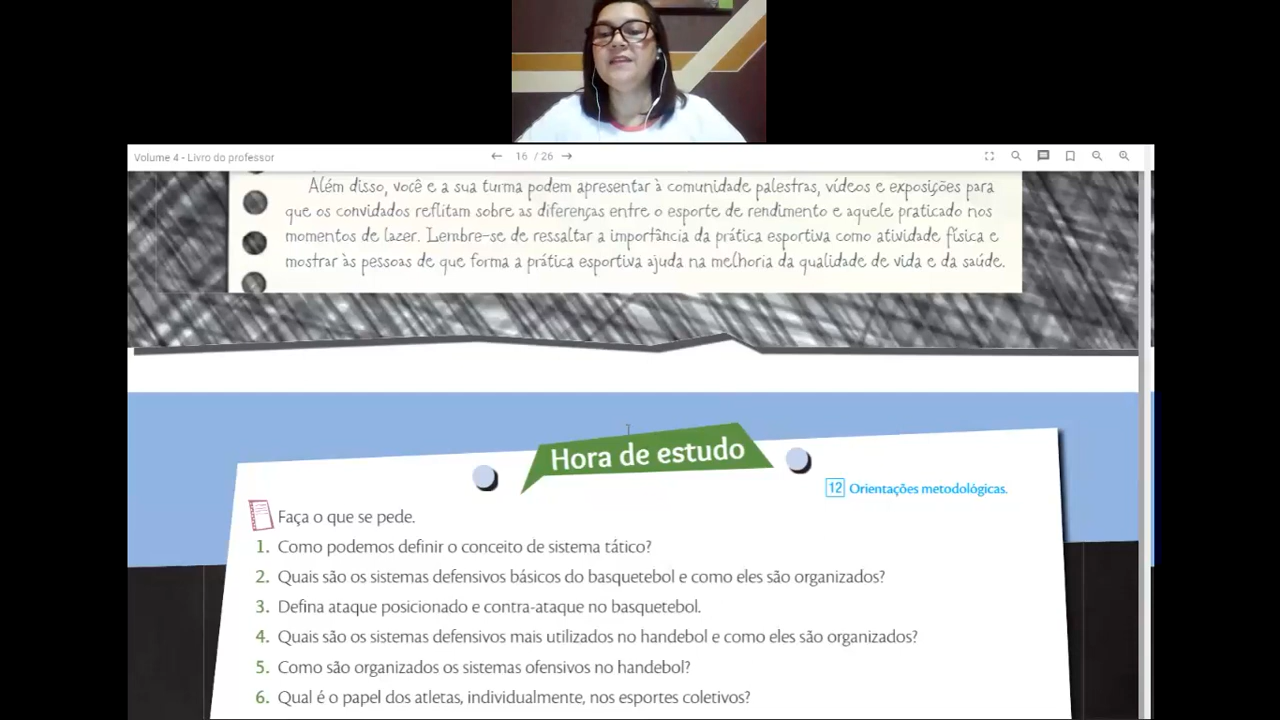 Volume 4 - Livro do professor
16 / 26
Além disso, você e a sua turma podem apresentar à comunidade palestras, vídeos e exposições para
que os convidados reflitam sobre as diferenças entre o esporte de rendimento e aquele praticado nos
momentos de lazer. Lembre-se de ressaltar a importância da prática esportiva como atividade física e
mostrar às pessoas de que forma a prática esportiva ajuda na melhoria da qualidade de vida e da saúde.
Hora de estudo
12 Orientações metodológicas.
Faça o que se pede.
1. Como podemos definir o conceito de sistema tático?
2. Quais são os sistemas defensivos básicos do basquetebol e como eles são organizados?
3. Defina ataque posicionado e contra-ataque no basquetebol.
4. Quais são os sistemas defensivos mais utilizados no handebol e como eles são organizados?
5. Como são organizados os sistemas ofensivos no handebol?
6. Qual é o papel dos atletas, individualmente, nos esportes coletivos?